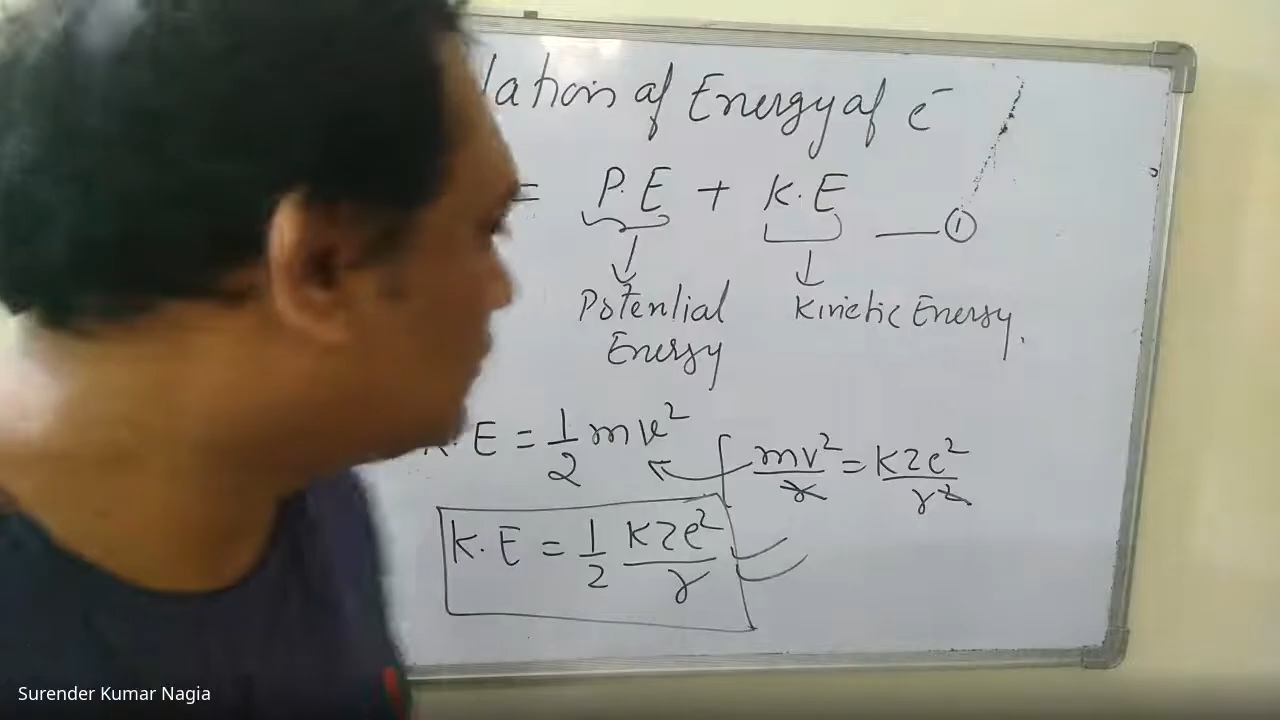 lation of Energy of e⁻
= P.E + K.E —①
Potential Kinetic Energy.
Energy
K.E = 1/2 mv² [mv²/r = KZe²/r²
K.E = 1/2 KZe²/r
Surender Kumar Nagia